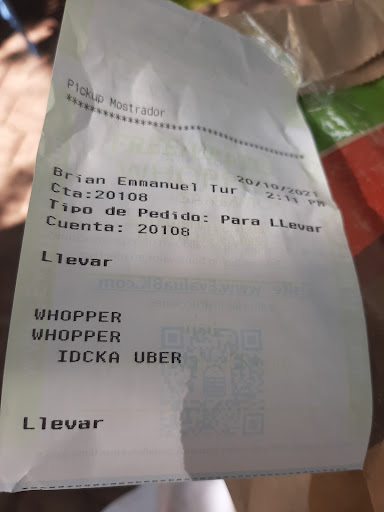 Pickup Mostrador
20/10/2021
Brian Emmanuel Tur 2:11 PM
Cta:20108
Tipo de Pedido: Para LLevar
Cuenta: 20108
Llevar
WHOPPER
WHOPPER
IDCKA UBER
Llevar